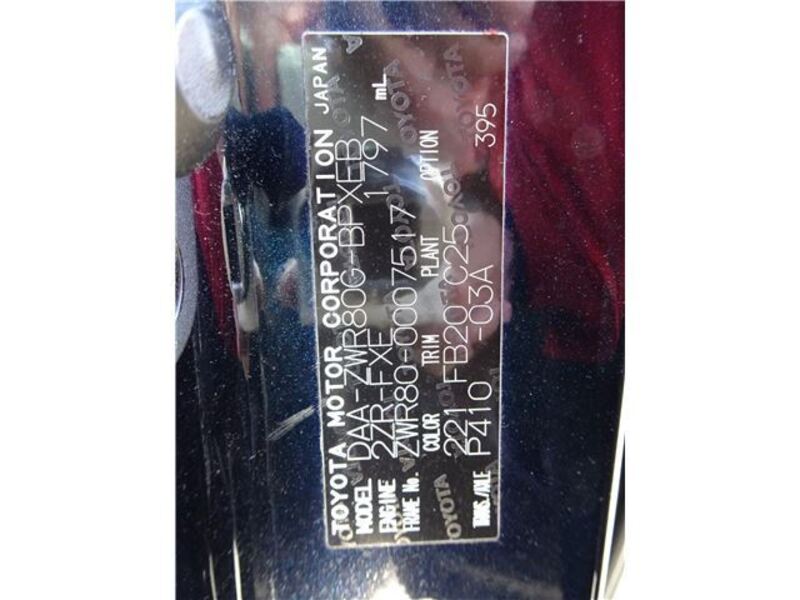 TOYOTA MOTOR CORPORATION JAPAN
MODEL DAA-ZWR80G-BPXEB
ENGINE 2ZR-FXE 1797 mL
FRAME No. ZWR80-0007517
COLOR TRIM PLANT OPTION
221 FB20 C25
TRNS./AXLE P410 -03A 395